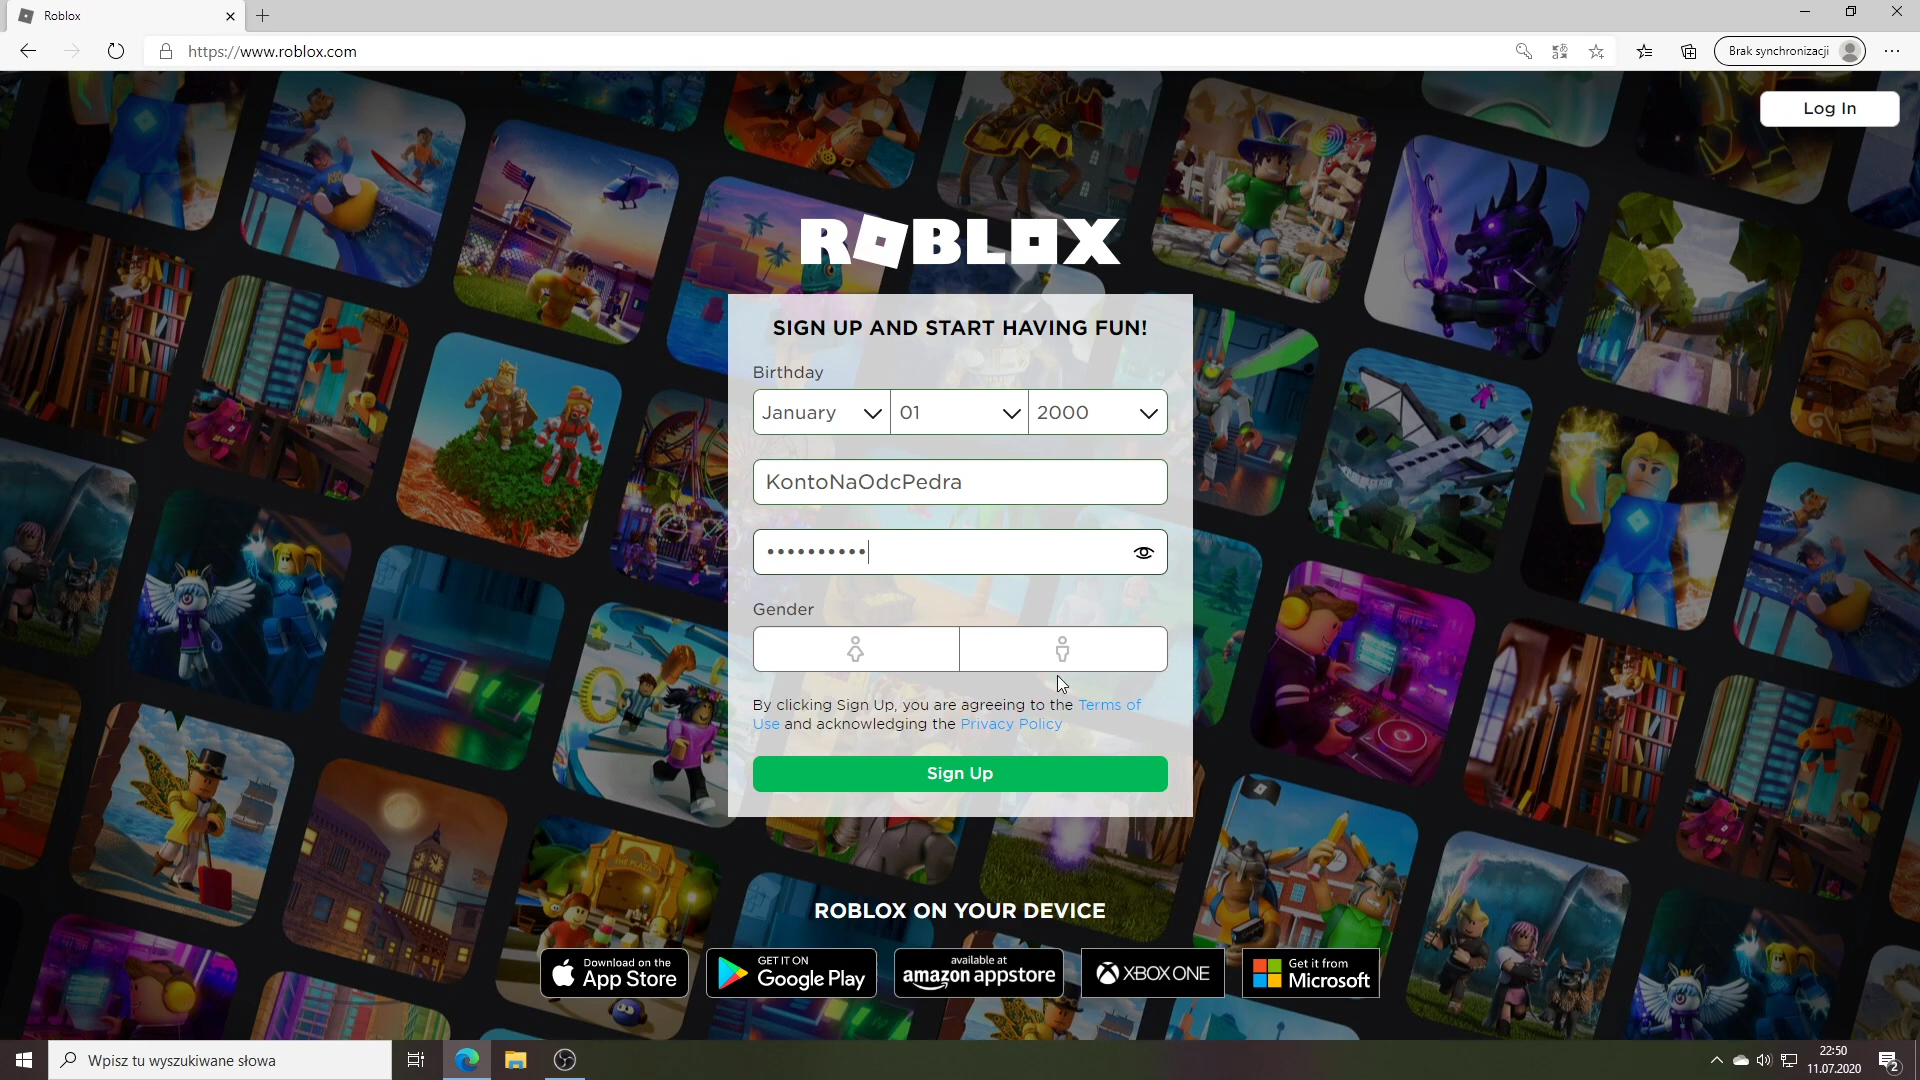 Roblox
https://www.roblox.com
Brak synchronizacji
Log In
ROBLOX
SIGN UP AND START HAVING FUN!
Birthday
January 01 2000
KontoNaOdcPedra
••••••••••
Gender
By clicking Sign Up, you are agreeing to the Terms of
Use and acknowledging the Privacy Policy
Sign Up
THE PLAZA
ROBLOX ON YOUR DEVICE
Download on the
App Store
GET IT ON
Google Play
available at
amazon appstore
XBOX ONE
Get it from
Microsoft
Wpisz tu wyszukiwane słowa
22:50
11.07.2020
2